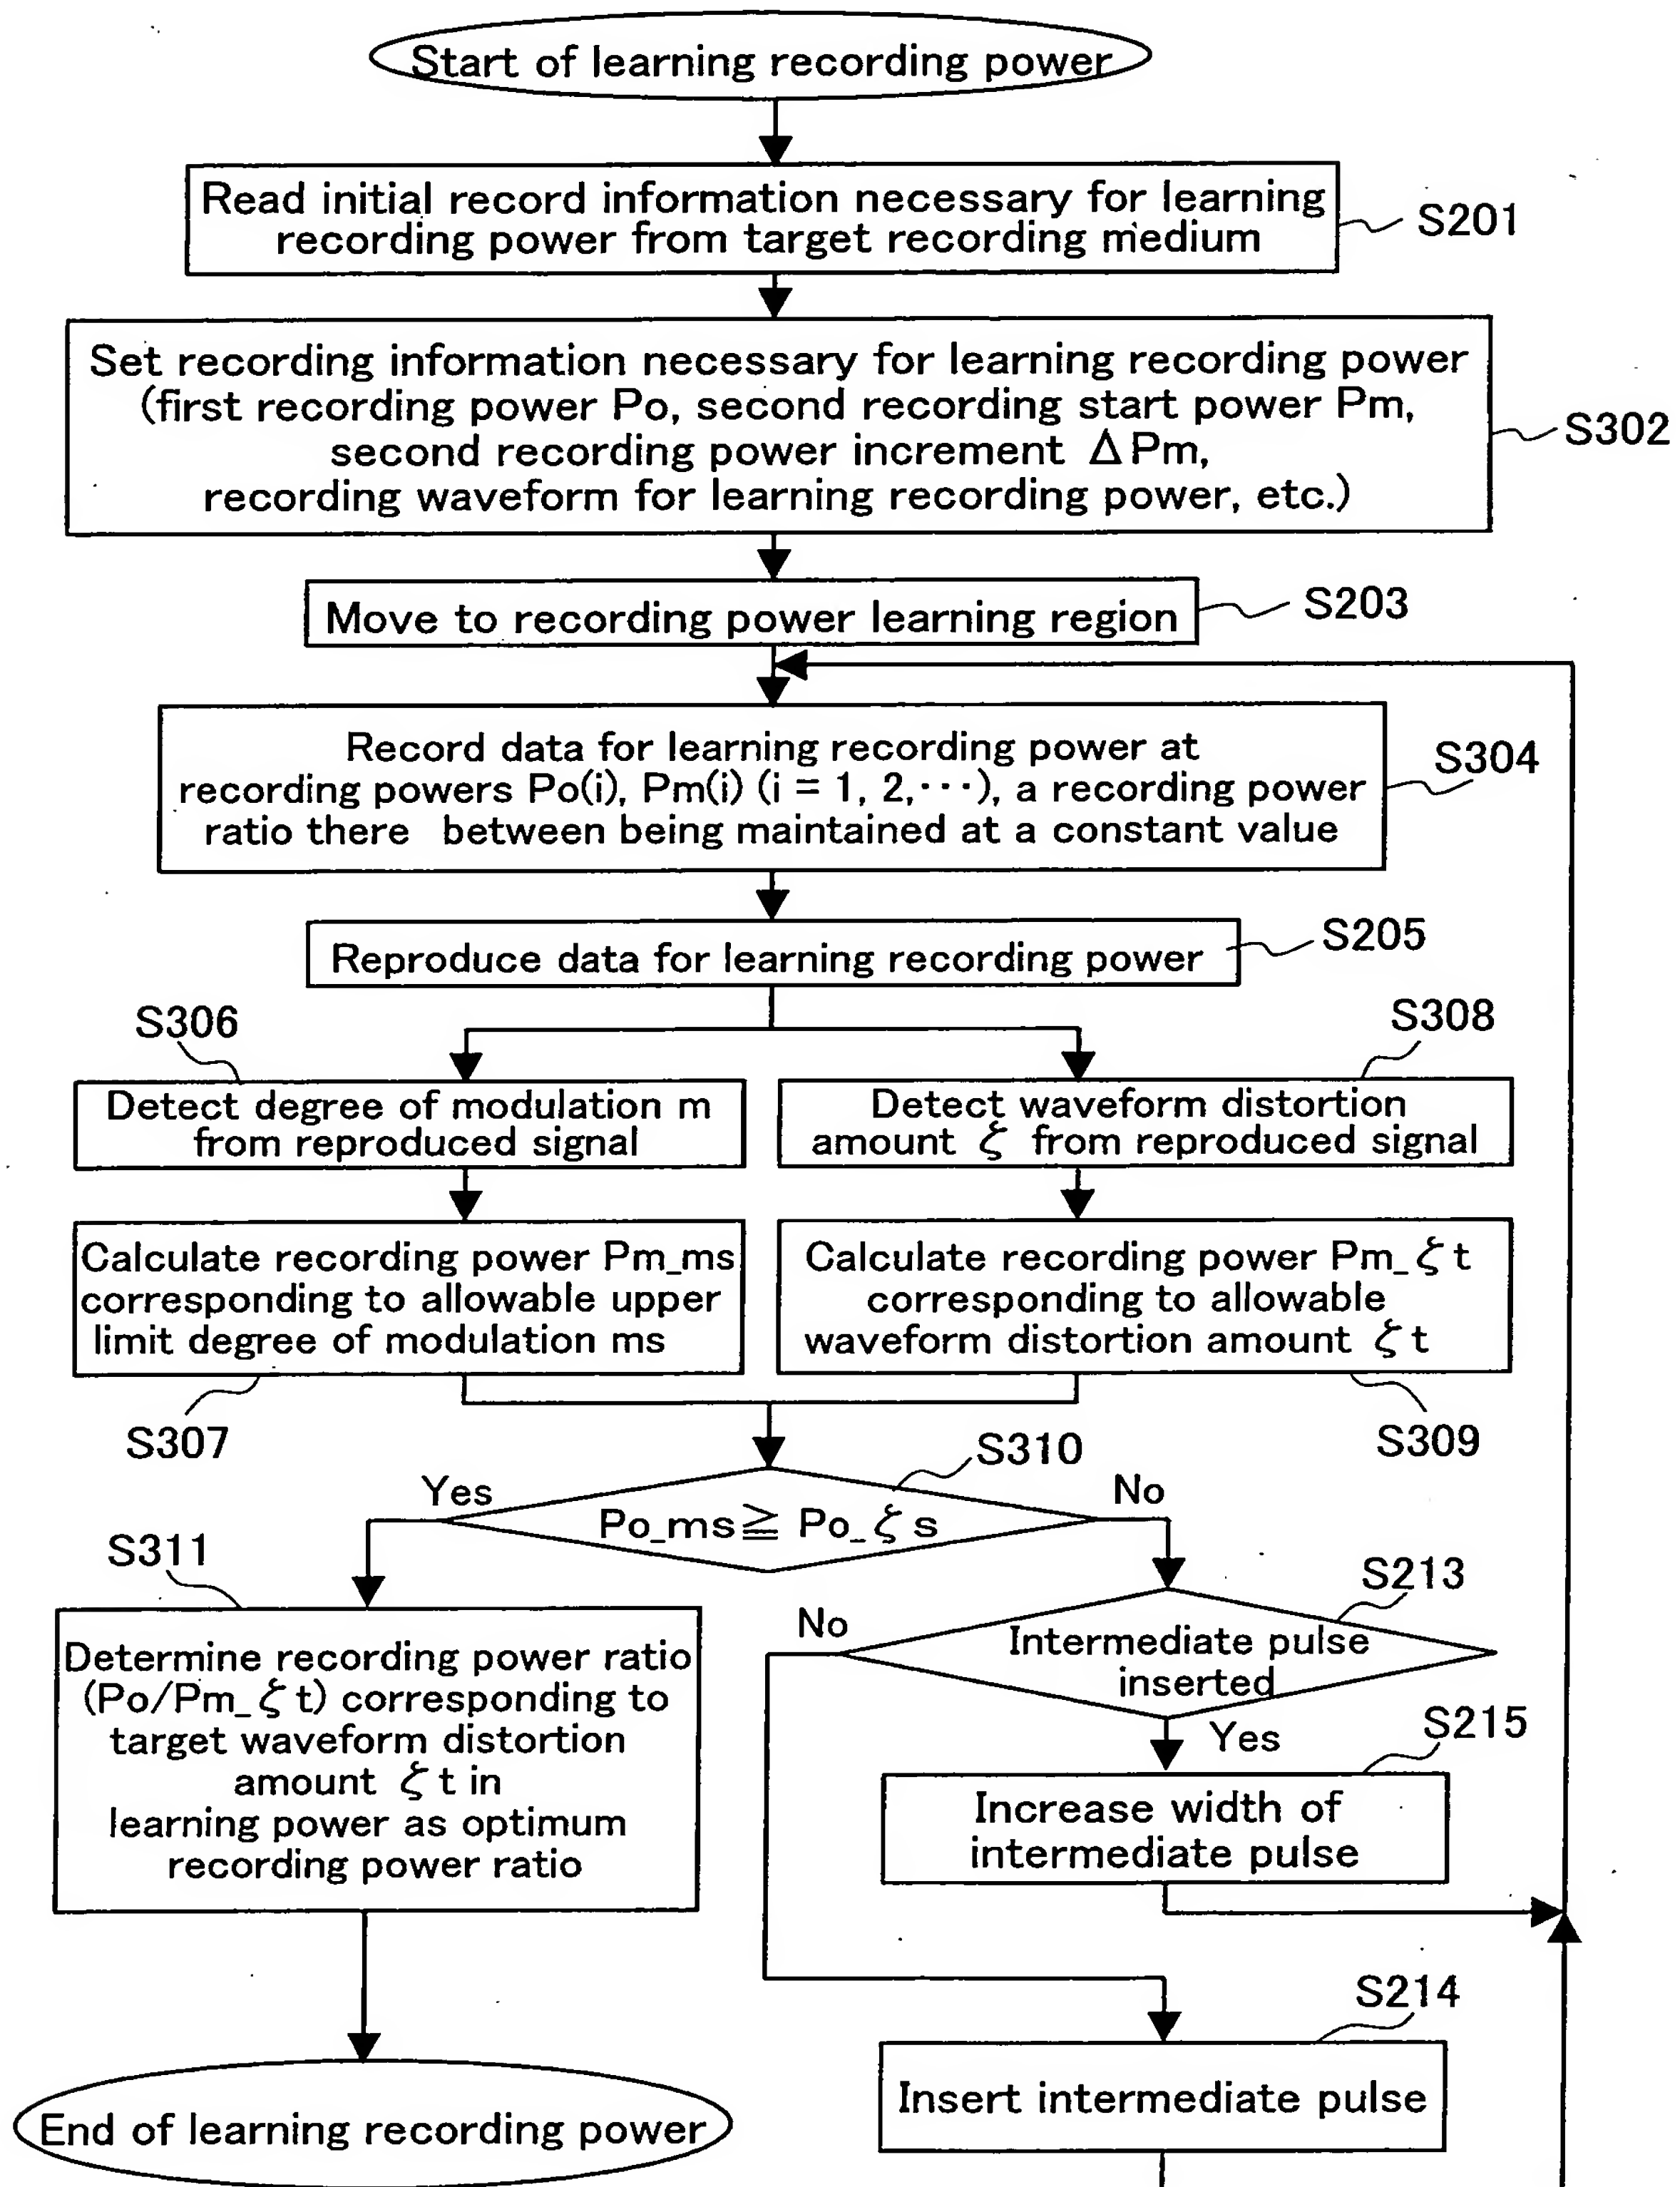 Start of learning recording power
Read initial record information necessary for learning
recording power from target recording medium
S201
Set recording information necessary for learning recording power
(first recording power Po, second recording start power Pm,
second recording power increment ΔPm,
recording waveform for learning recording power, etc.)
S302
Move to recording power learning region
S203
Record data for learning recording power at
recording powers Po(i), Pm(i) (i = 1, 2,···), a recording power
ratio there between being maintained at a constant value
S304
Reproduce data for learning recording power
S205
S306
Detect degree of modulation m
from reproduced signal
S308
Detect waveform distortion
amount ζ from reproduced signal
Calculate recording power Pm_ms
corresponding to allowable upper
limit degree of modulation ms
S307
Calculate recording power Pm_ζt
corresponding to allowable
waveform distortion amount ζt
S309
S310
Yes
Po_ms≧ Po_ζs
No
S311
Determine recording power ratio
(Po/Pm_ζt) corresponding to
target waveform distortion
amount ζt in
learning power as optimum
recording power ratio
S213
No
Intermediate pulse
inserted
Yes
S215
Increase width of
intermediate pulse
S214
Insert intermediate pulse
End of learning recording power